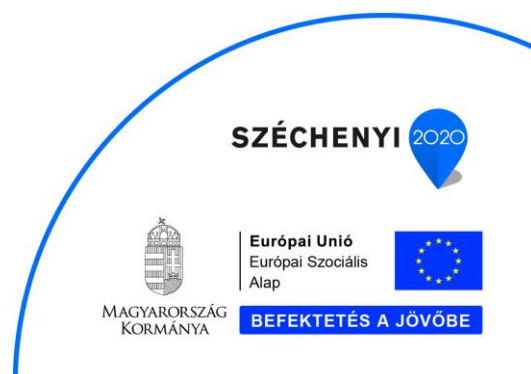 SZÉCHENYI 2020
Európai Unió
Európai Szociális
Alap
MAGYARORSZÁG
KORMÁNYA
BEFEKTETÉS A JÖVŐBE